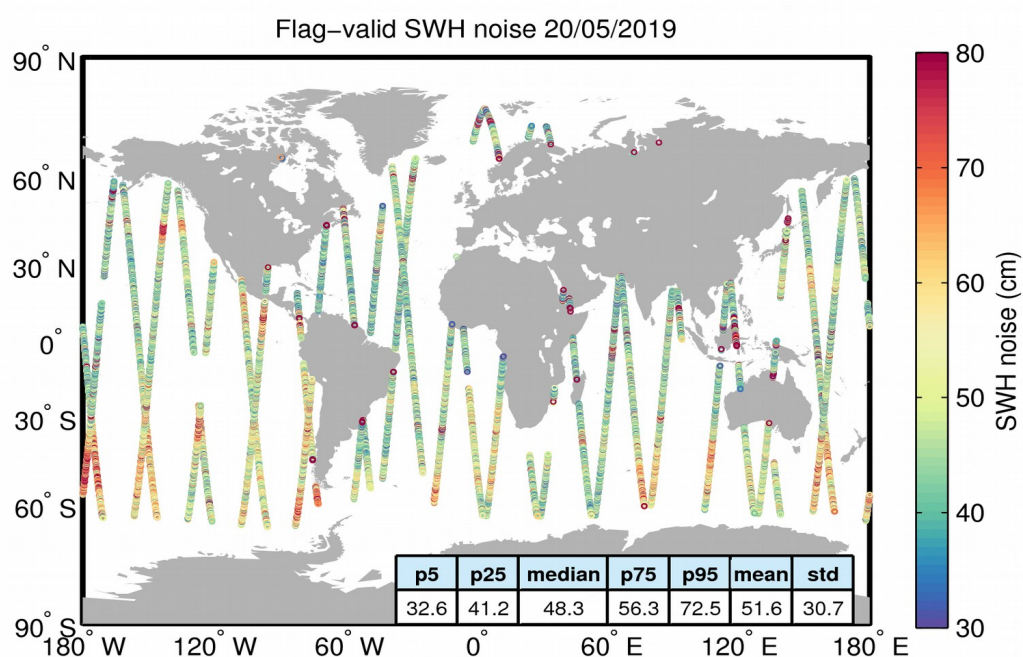 Flag−valid SWH noise 20/05/2019
90° N
60° N
30° N
0°
30° S
60° S
90° S
180° W
120° W
60° W
0°
60° E
120° E
180° E
80
70
60
50
40
30
SWH noise (cm)
p5 p25 median p75 p95 mean std
32.6 41.2 48.3 56.3 72.5 51.6 30.7